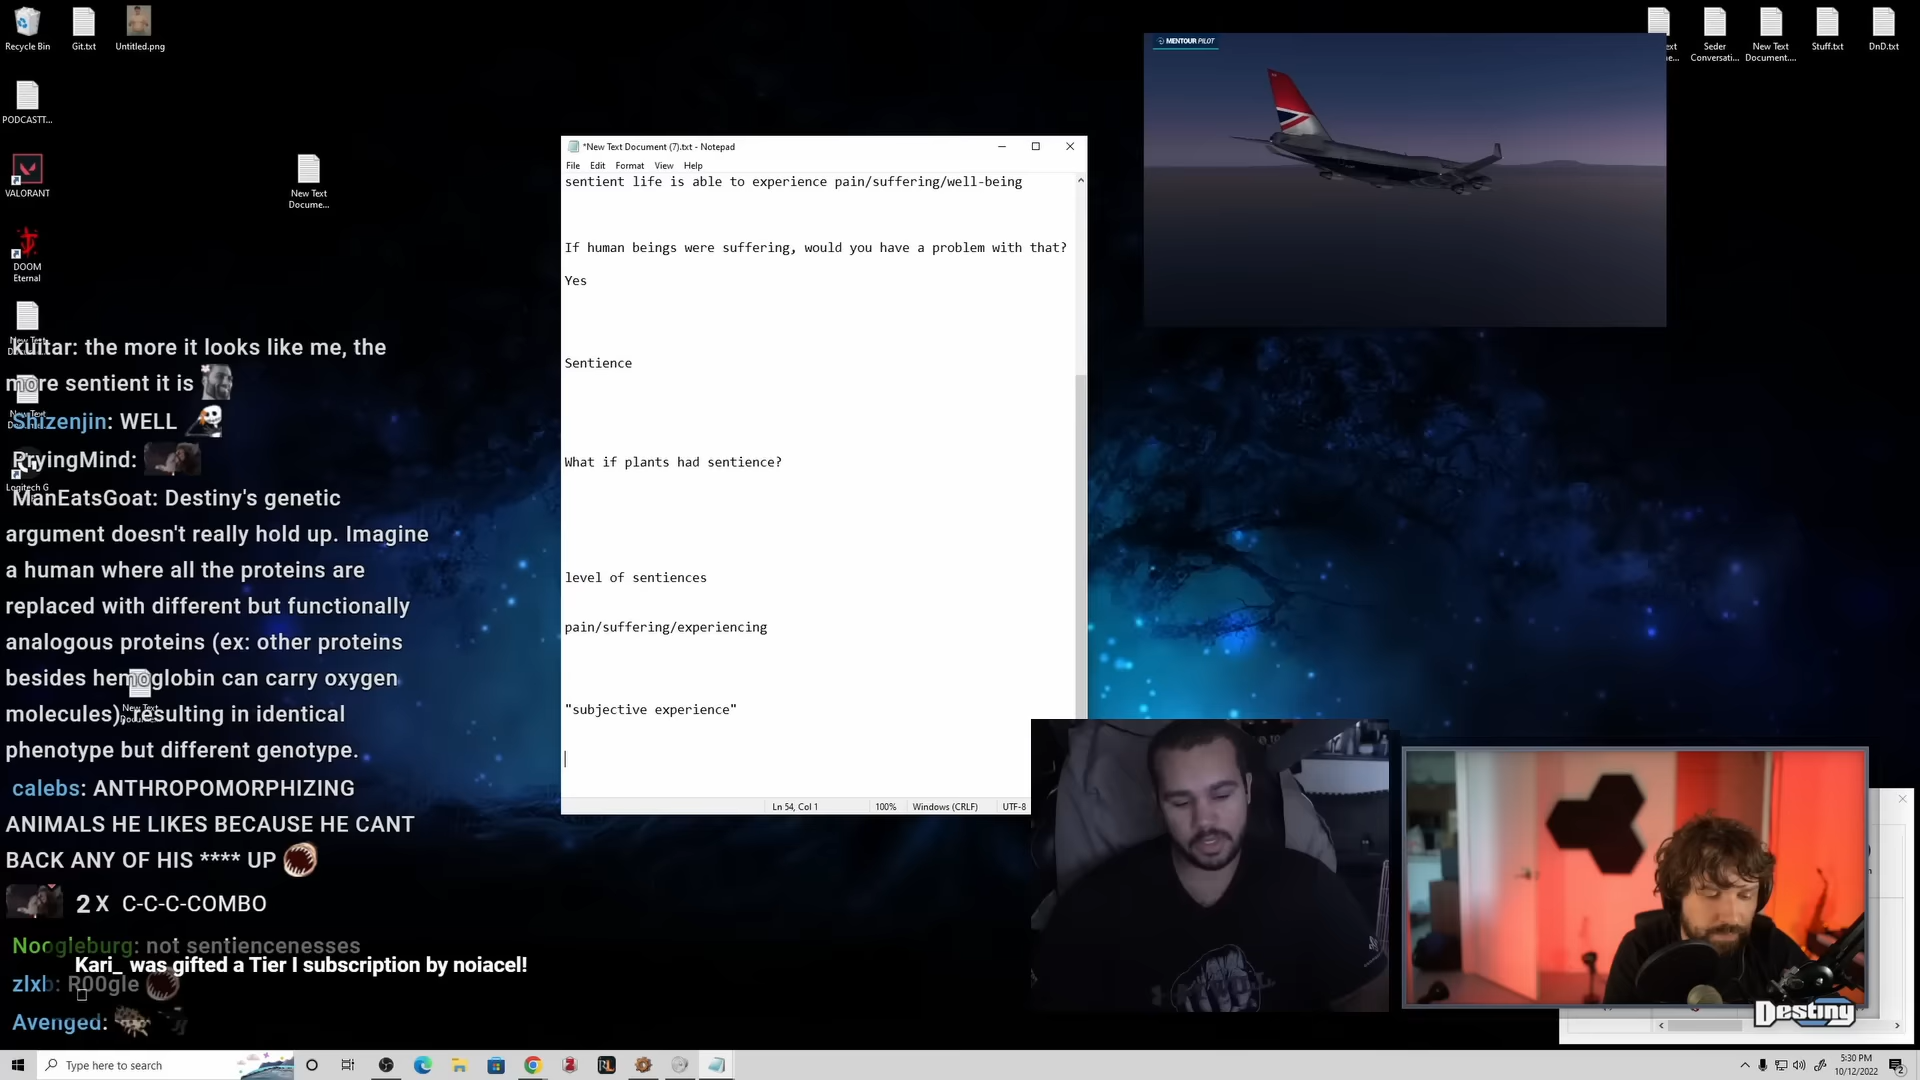 Recycle Bin
Git.txt
Untitled.png
PODCASTT...
VALORANT
DOOM
Eternal
New Text
Docume...
kuitar: the more it looks like me, the
more sentient it is
Shizenjin: WELL
PryingMind:
Logitech G
ManEatsGoat: Destiny's genetic
argument doesn't really hold up. Imagine
a human where all the proteins are
replaced with different but functionally
analogous proteins (ex: other proteins
besides hemoglobin can carry oxygen
molecules), resulting in identical
phenotype but different genotype.
calebs: ANTHROPOMORPHIZING
ANIMALS HE LIKES BECAUSE HE CANT
BACK ANY OF HIS **** UP
2 X C-C-C-COMBO
Noogleburg: not sentiencenesses
Kari_ was gifted a Tier I subscription by noiacel!
zlxb: R00gle
Avenged:
*New Text Document (7).txt - Notepad
File Edit Format View Help
sentient life is able to experience pain/suffering/well-being
If human beings were suffering, would you have a problem with that?
Yes
Sentience
What if plants had sentience?
level of sentiences
pain/suffering/experiencing
"subjective experience"
Ln 54, Col 1 100% Windows (CRLF) UTF-8
MENTOUR PILOT
Seder
Conversati...
New Text
Document....
Stuff.txt
DnD.txt
Destiny
Type here to search
5:30 PM
10/12/2022